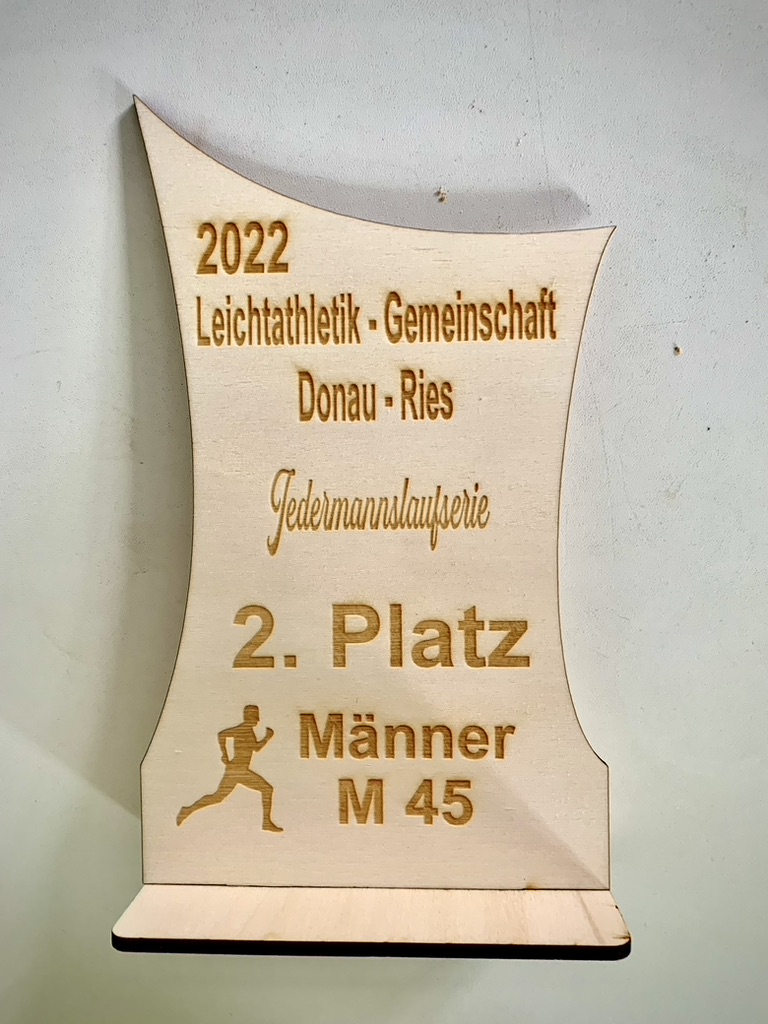 2022
Leichtathletik - Gemeinschaft
Donau - Ries
Jedermannslaufserie
2. Platz
Männer
M 45